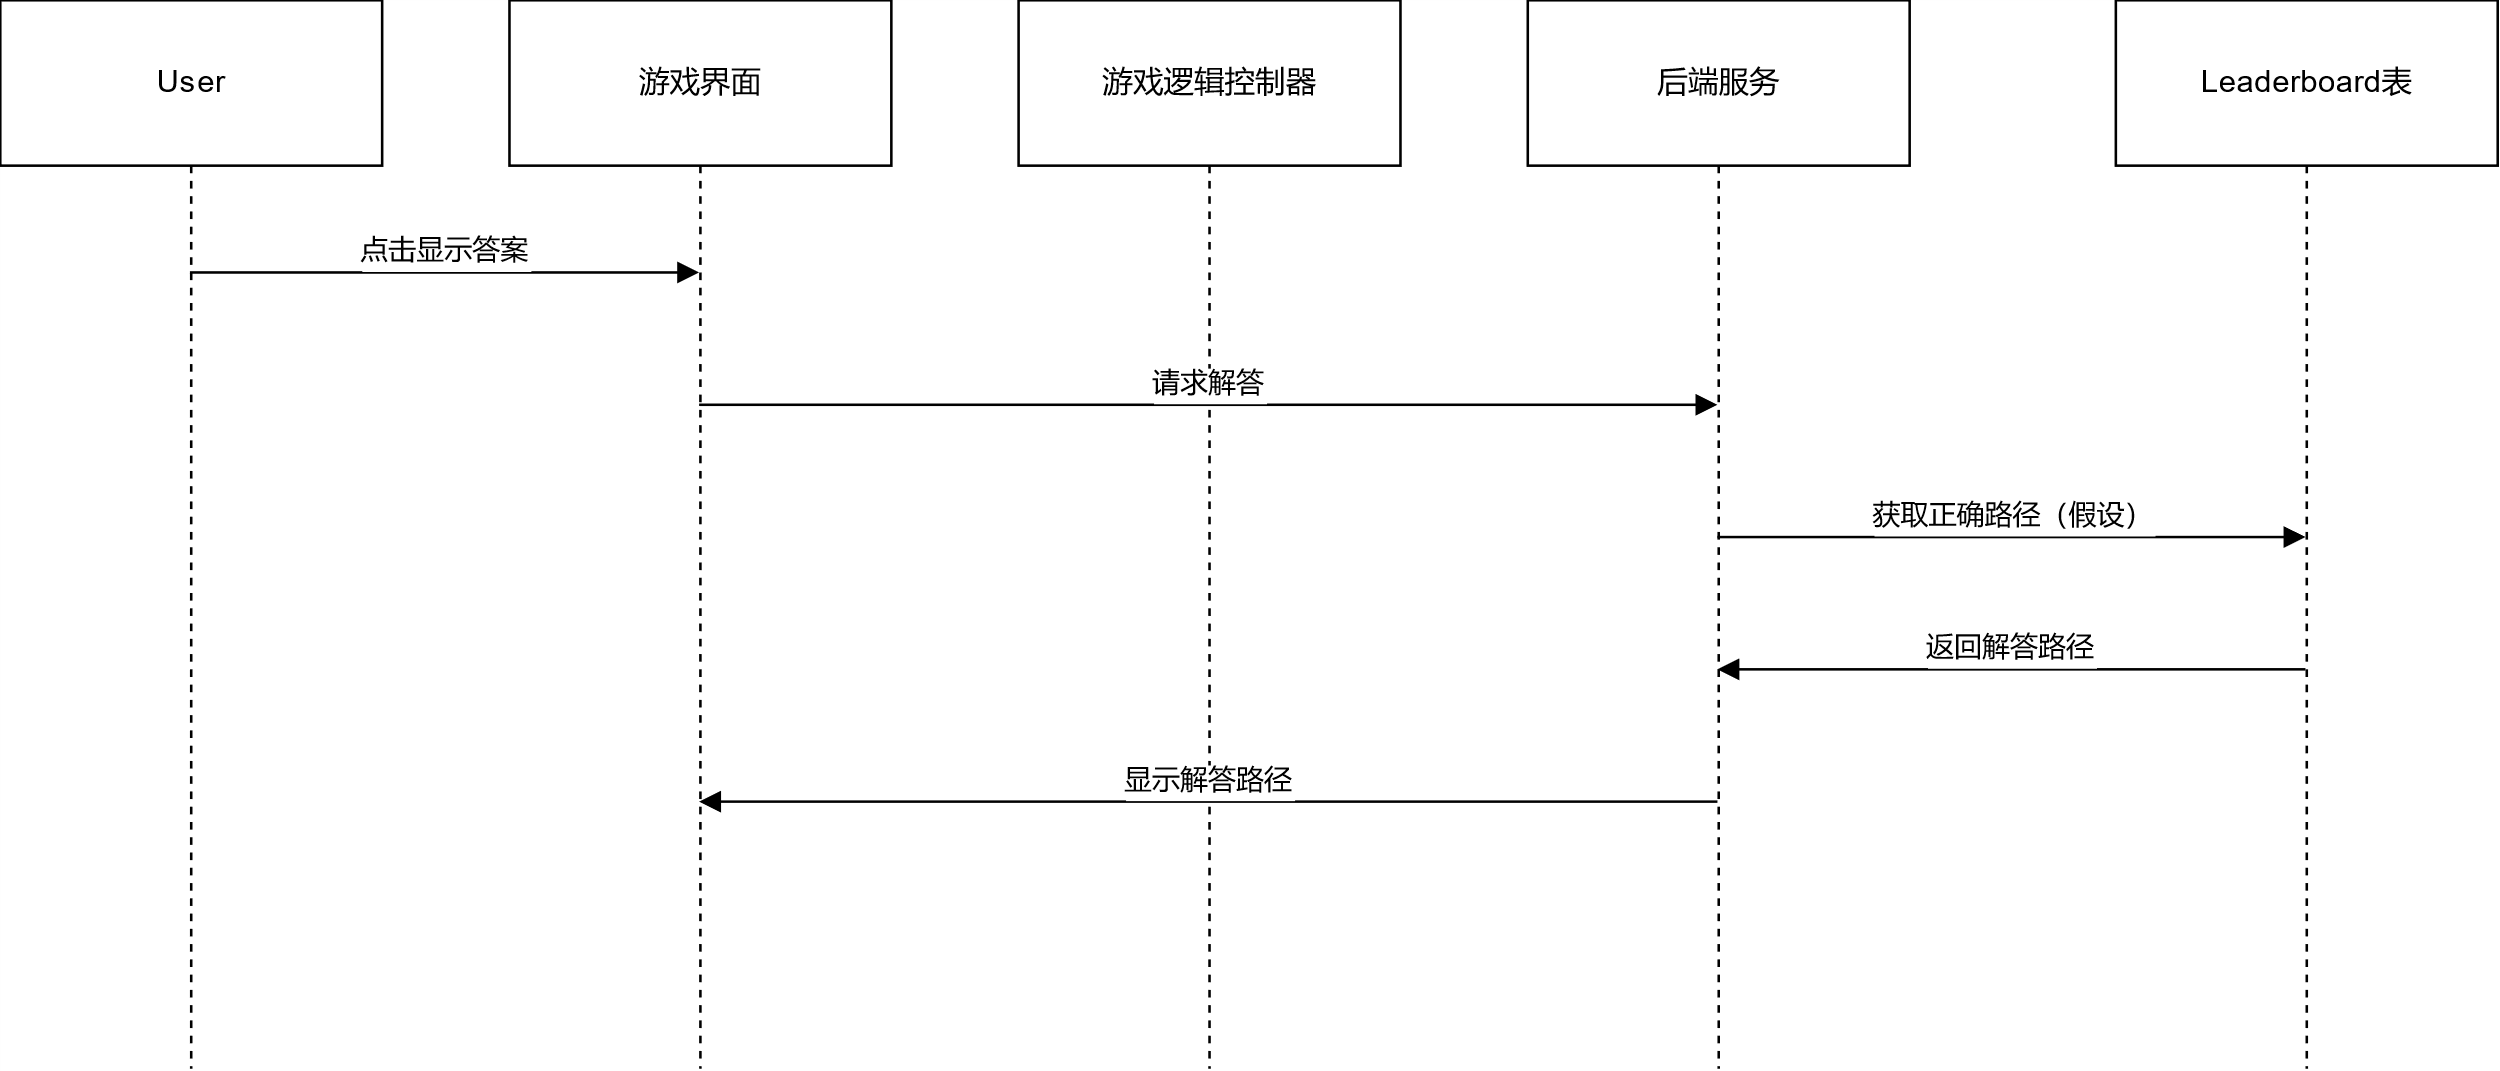 User
游戏界面
游戏逻辑控制器
后端服务
Leaderboard表
点击显示答案
请求解答
获取正确路径（假设）
返回解答路径
显示解答路径